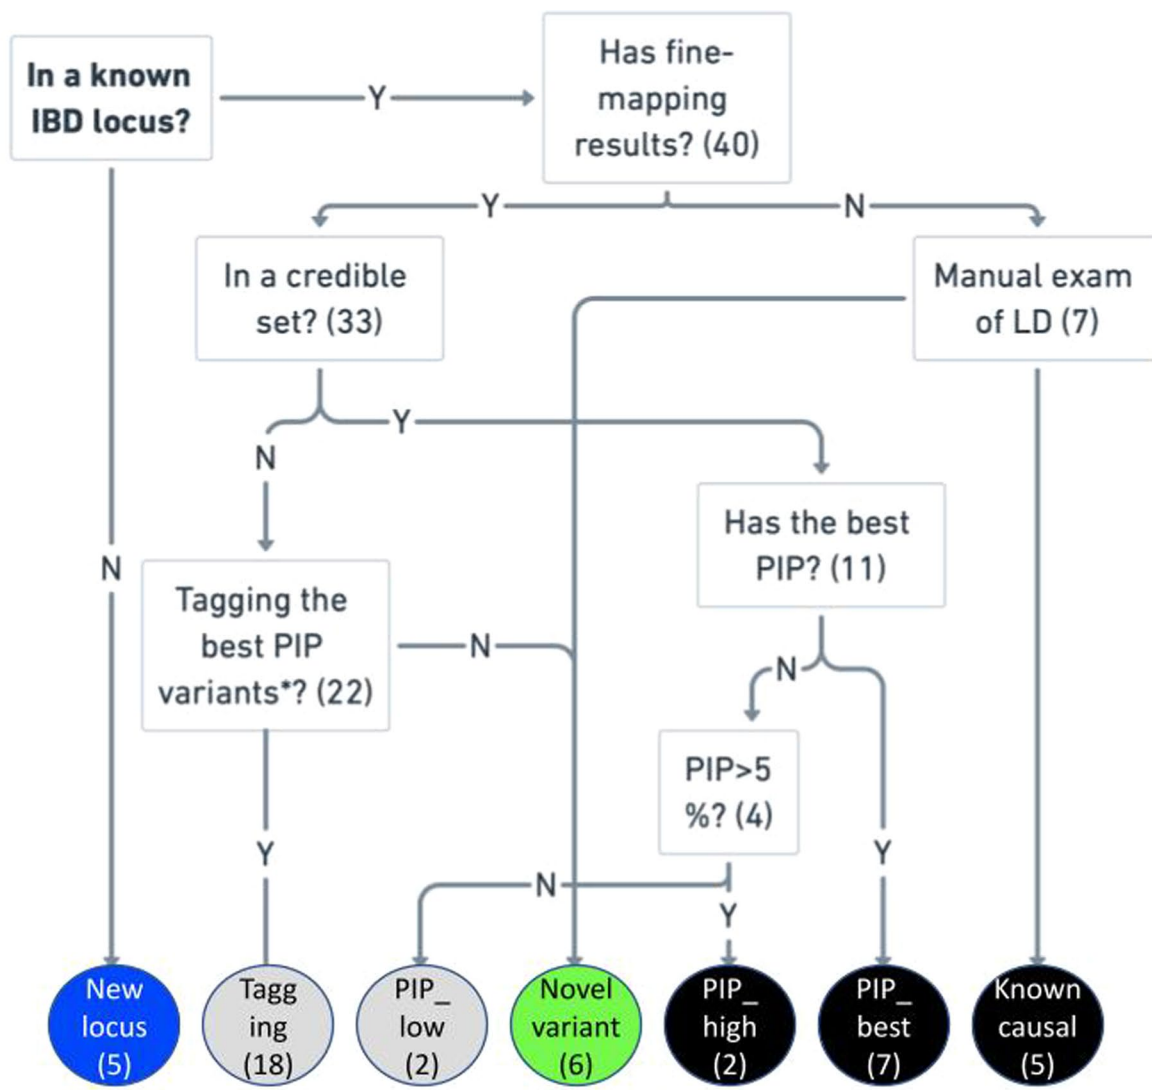 In a known
IBD locus?
Y
Has fine-
mapping
results? (40)
Y
N
In a credible
set? (33)
Manual exam
of LD (7)
N
Y
Has the best
PIP? (11)
N
Tagging the
best PIP
variants*? (22)
N
N
PIP>5
%? (4)
Y
Y
N
Y
New
locus
(5)
Tagg
ing
(18)
PIP_
low
(2)
Novel
variant
(6)
PIP_
high
(2)
PIP_
best
(7)
Known
causal
(5)